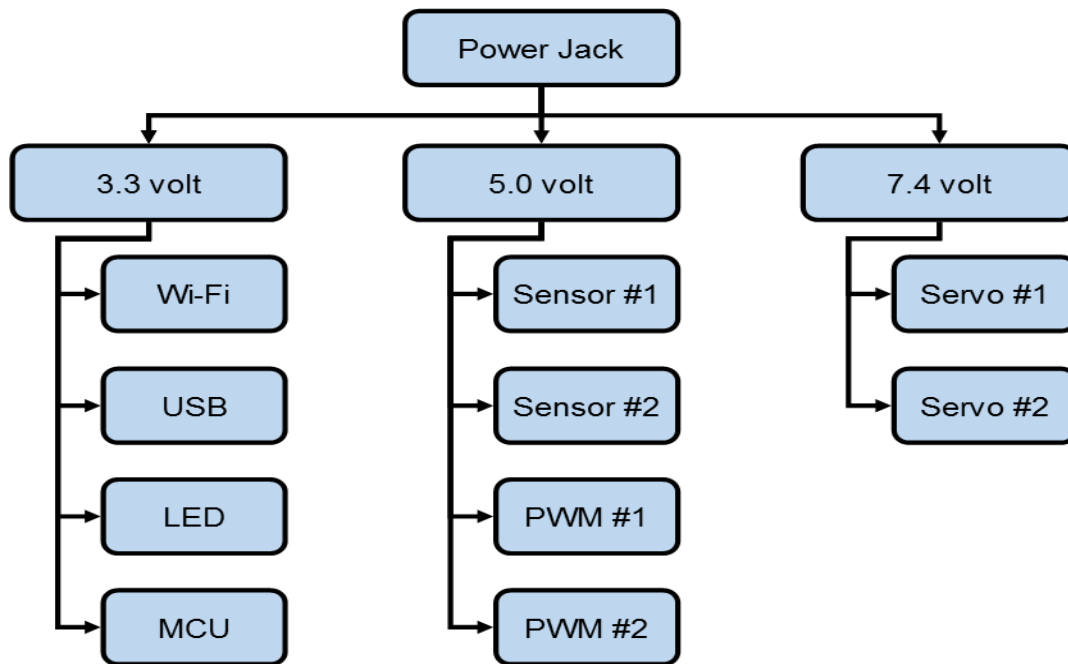 Power Jack
3.3 volt
5.0 volt
7.4 volt
Wi-Fi
Sensor #1
Servo #1
USB
Sensor #2
Servo #2
LED
PWM #1
MCU
PWM #2